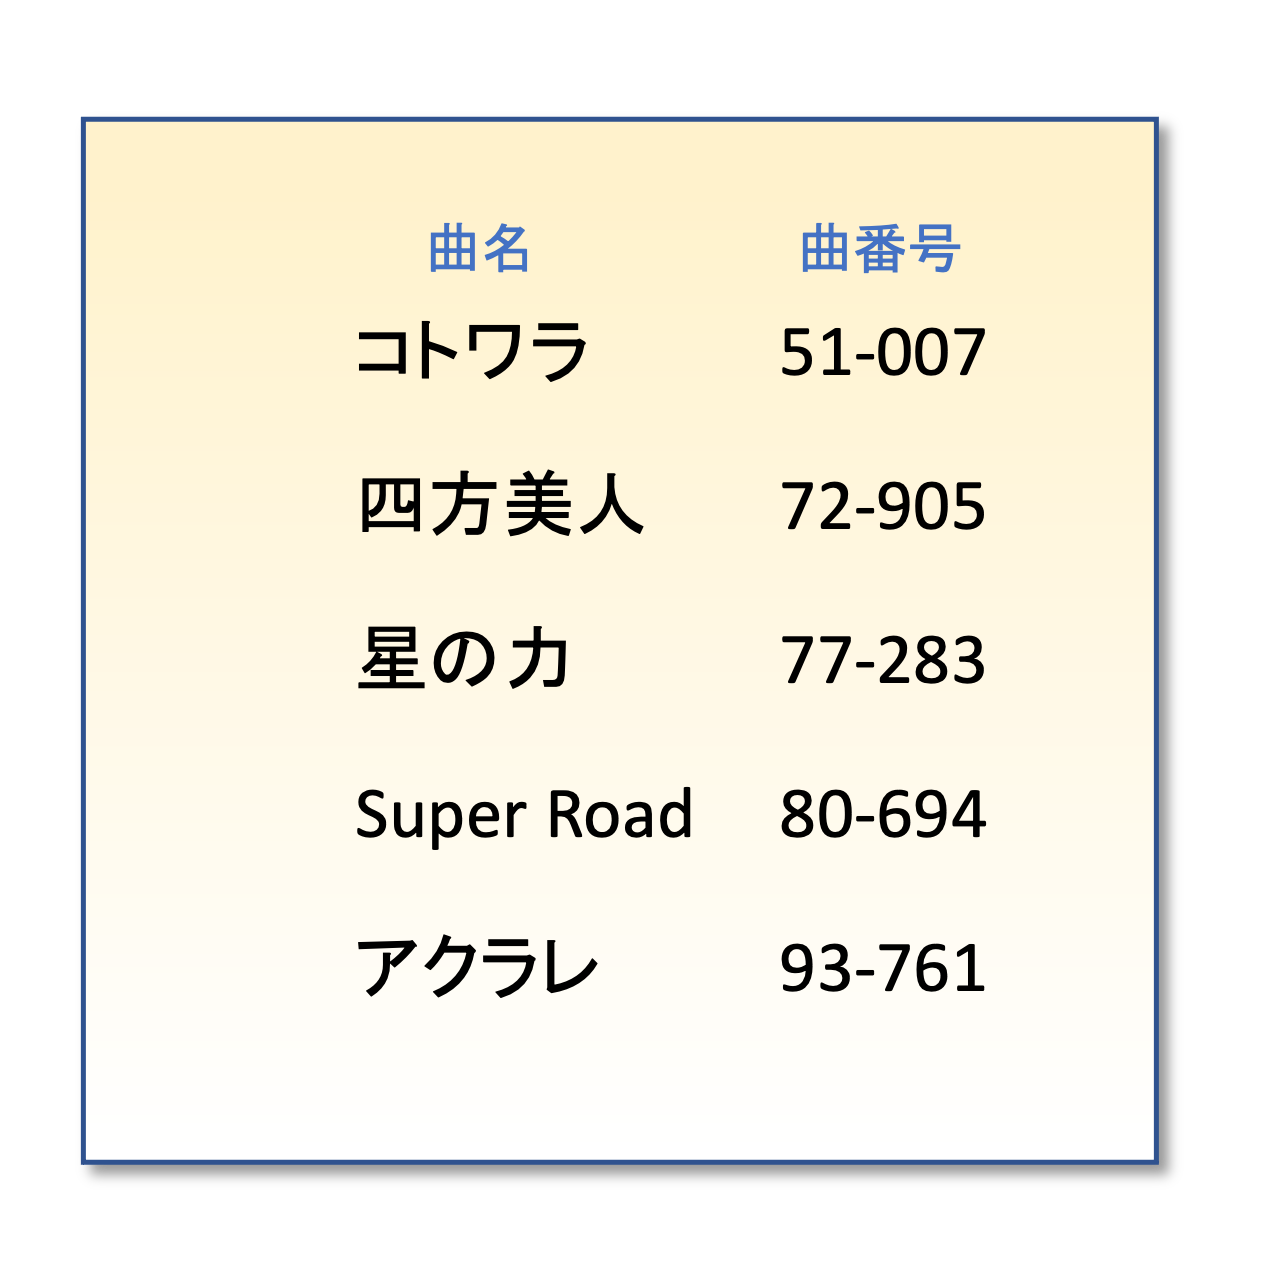 曲名 曲番号
コトワラ 51-007
四方美人 72-905
星の力 77-283
Super Road 80-694
アクラレ 93-761